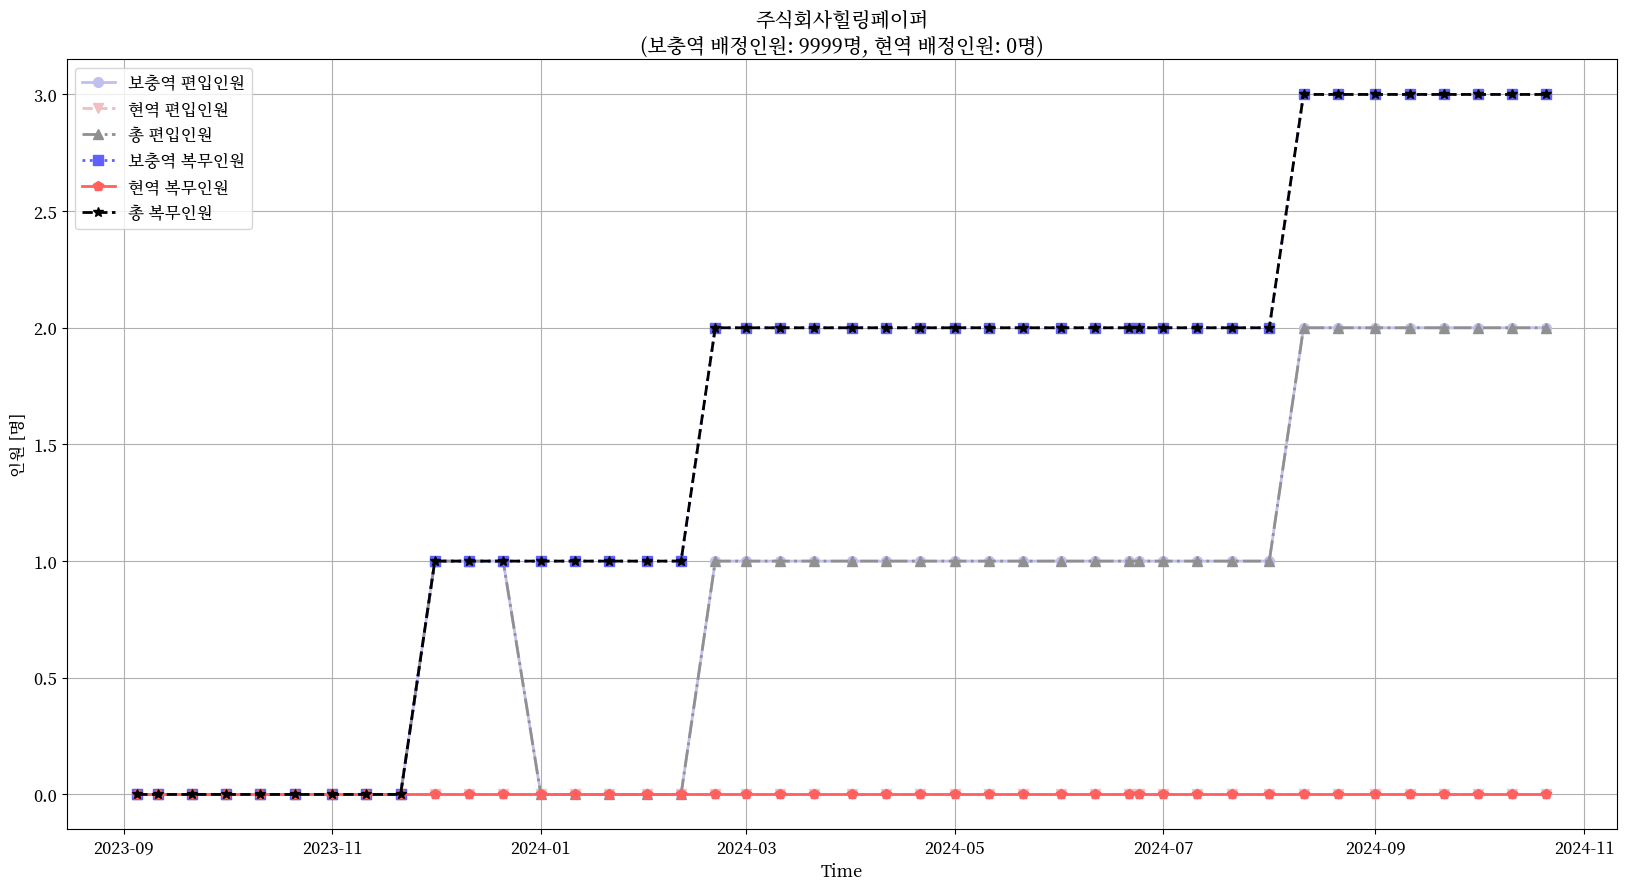 주식회사힐링페이퍼
(보충역 배정인원: 9999명, 현역 배정인원: 0명)
보충역 편입인원
현역 편입인원
총 편입인원
보충역 복무인원
현역 복무인원
총 복무인원
인원 [명]
3.0
2.5
2.0
1.5
1.0
0.5
0.0
2023-09
2023-11
2024-01
2024-03
2024-05
2024-07
2024-09
2024-11
Time